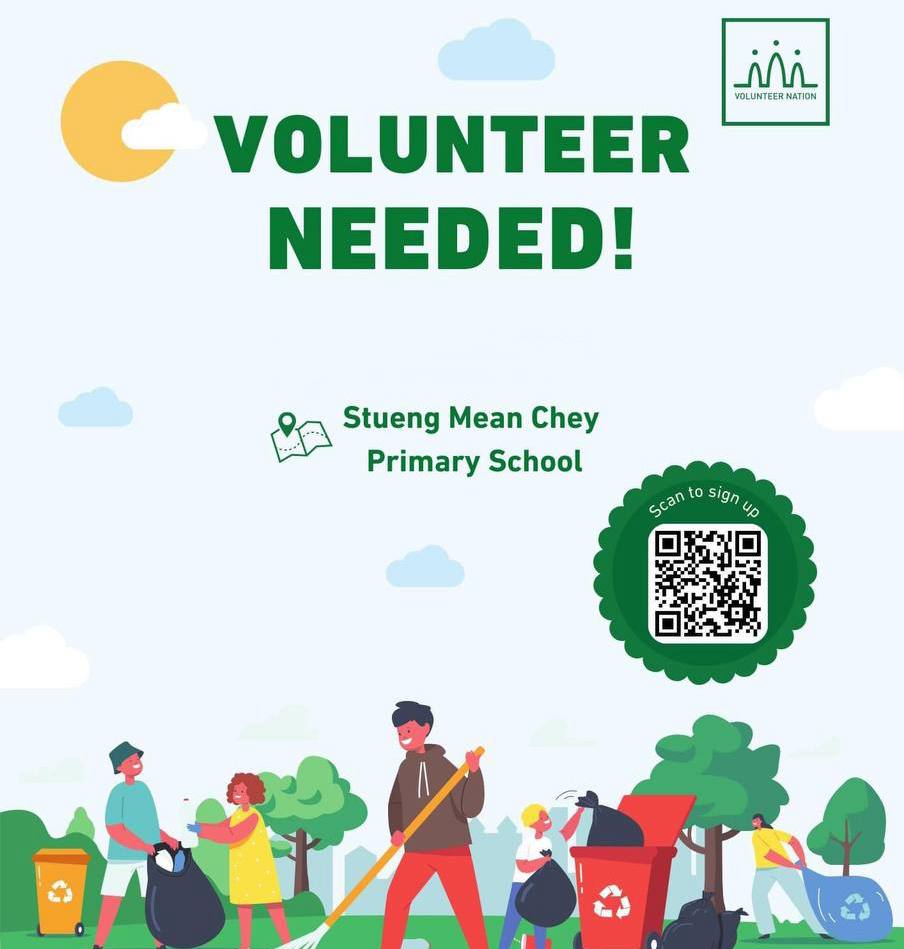 VOLUNTEER NATION
VOLUNTEER
NEEDED!
Stueng Mean Chey
Primary School
Scan to sign up